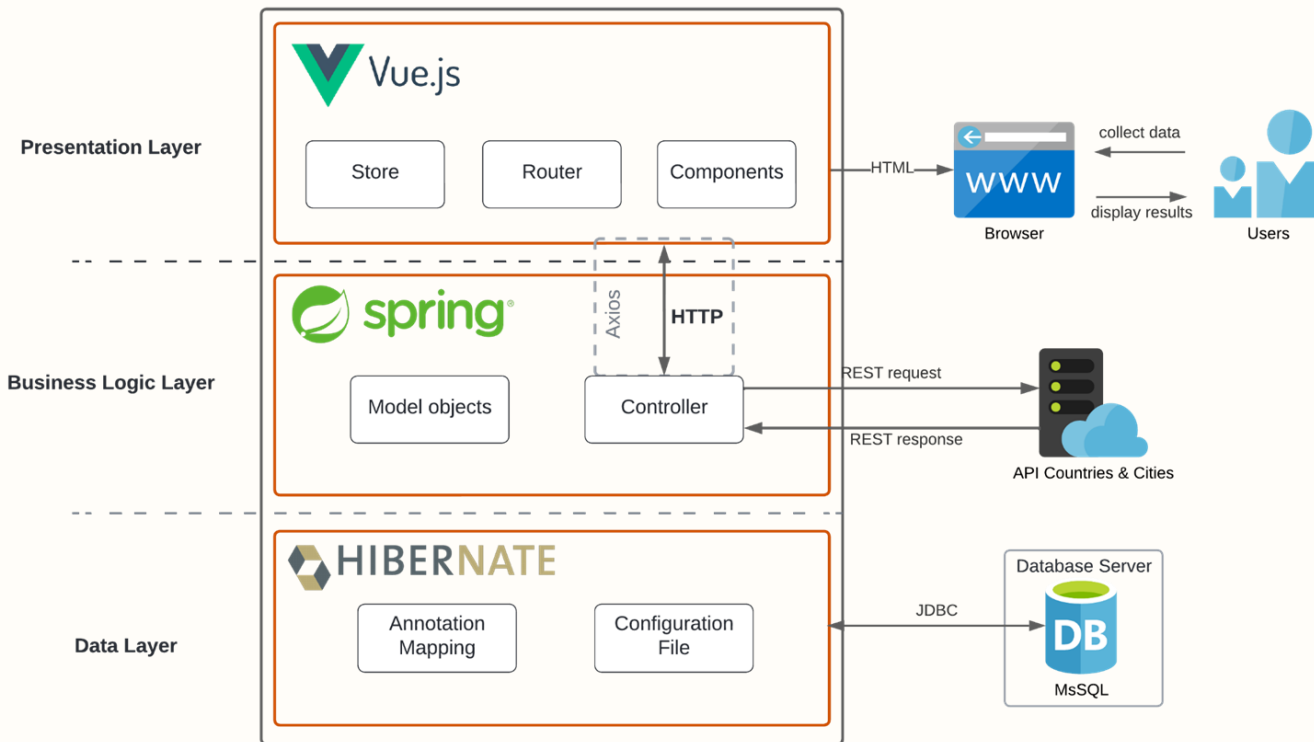 Vue.js
Presentation Layer
Store
Router
Components
HTML
WWW
Browser
collect data
display results
Users
spring®
Axios
HTTP
Business Logic Layer
Model objects
Controller
REST request
REST response
API Countries & Cities
HIBERNATE
Data Layer
Annotation
Mapping
Configuration
File
JDBC
Database Server
DB
MsSQL